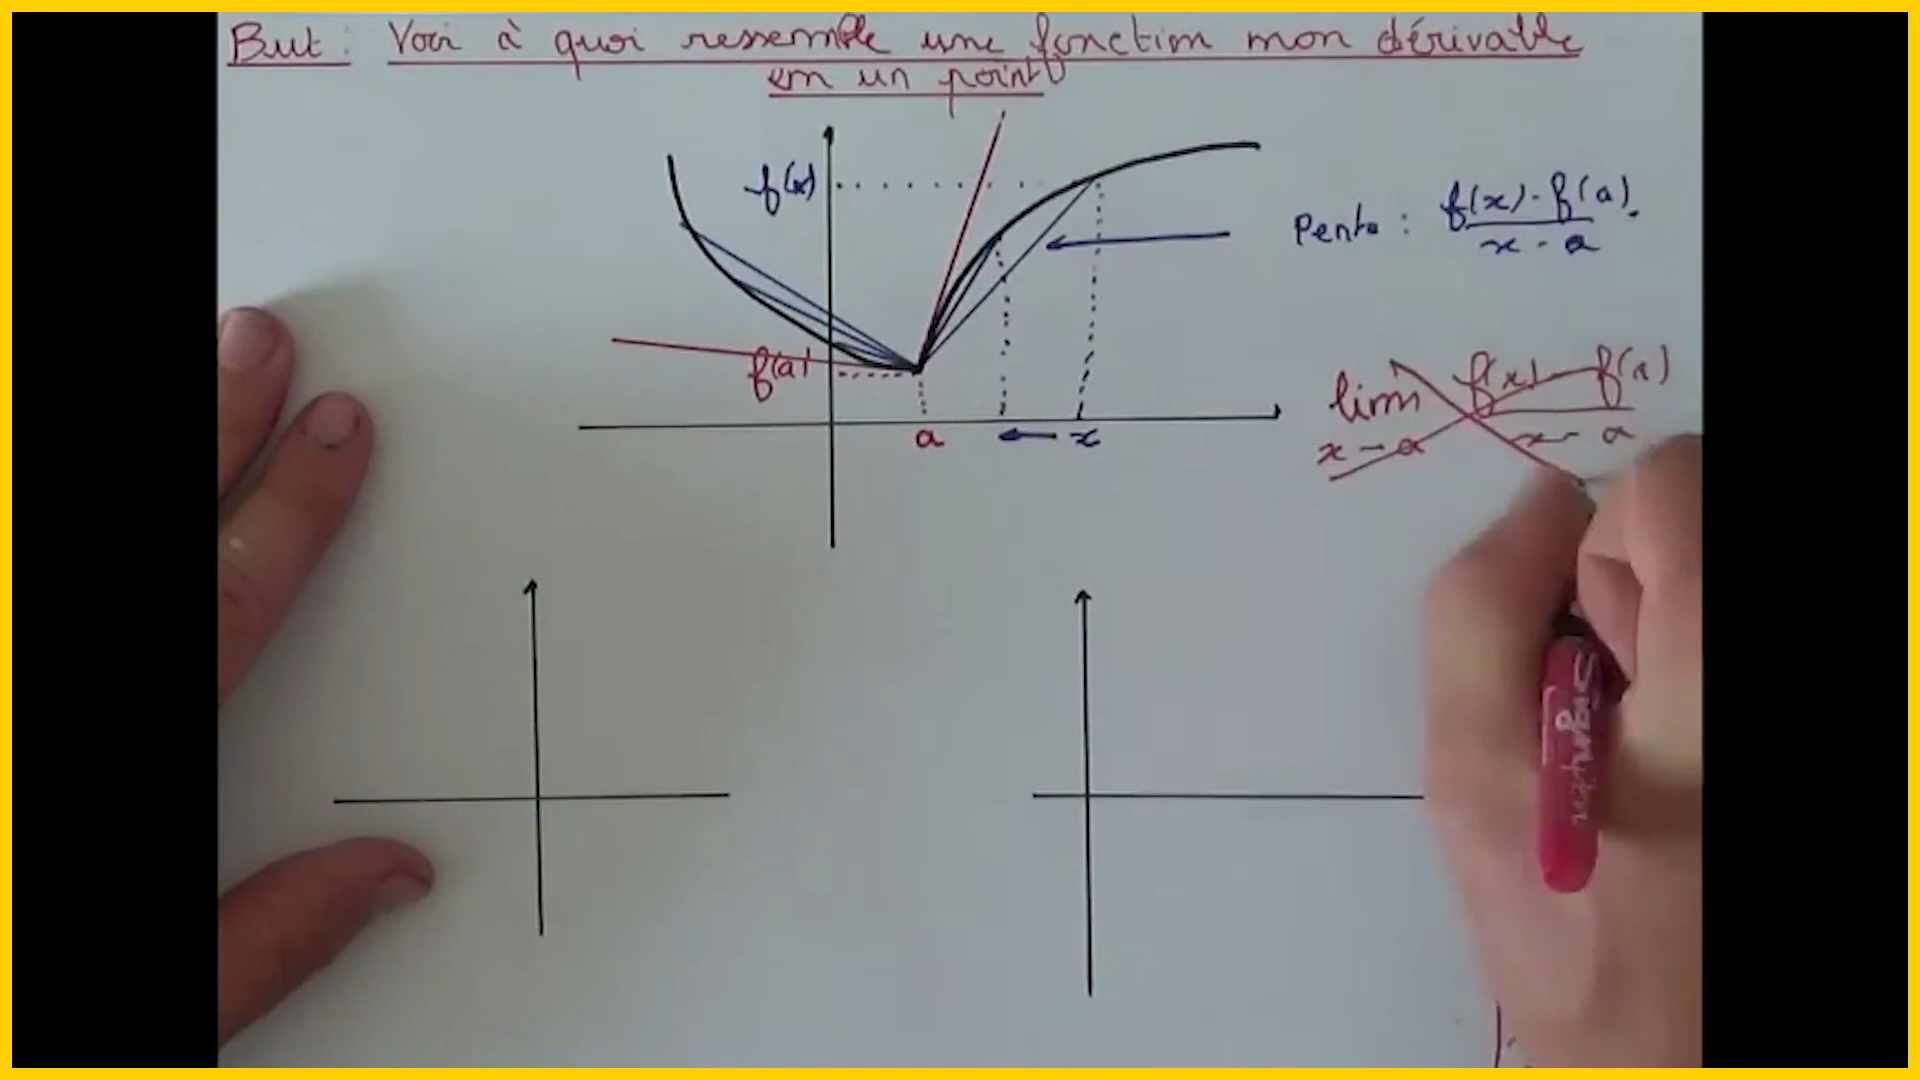 But : Voir à quoi ressemble une fonction non dérivable
en un point
f(x)
Pente : f(x) - f(a)
x - a
f(a)
lim f(x) - f(a)
x → a x - a
a ← x